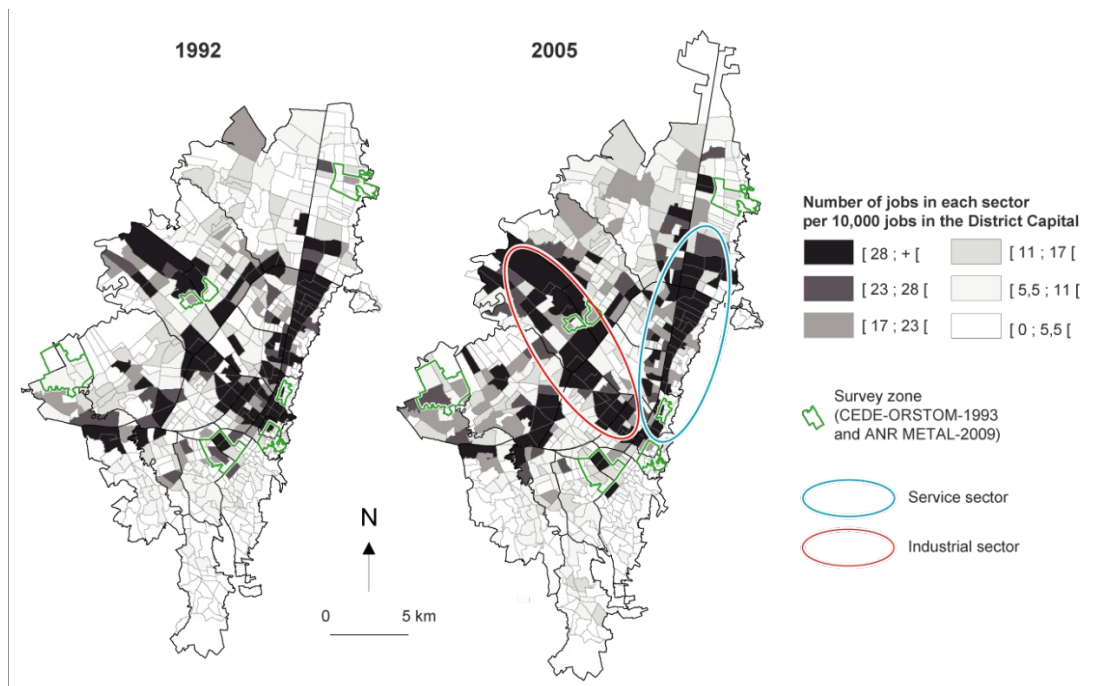 1992
2005
Number of jobs in each sector
per 10,000 jobs in the District Capital
[ 28 ; + [
[ 11 ; 17 [
[ 23 ; 28 [
[ 5,5 ; 11 [
[ 17 ; 23 [
[ 0 ; 5,5 [
Survey zone
(CEDE-ORSTOM-1993
and ANR METAL-2009)
Service sector
Industrial sector
N
0 5 km